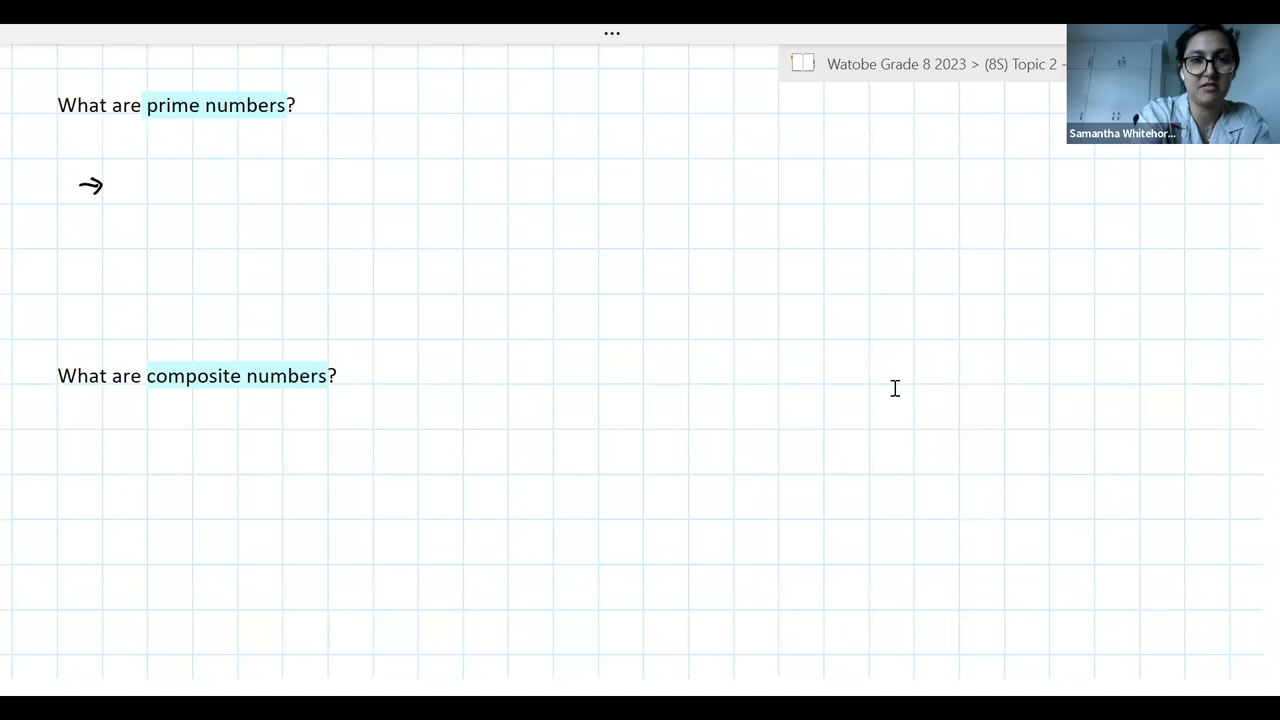 ...
Watobe Grade 8 2023 > (8S) Topic 2 -
What are prime numbers?
Samantha Whitehor...
→
What are composite numbers?